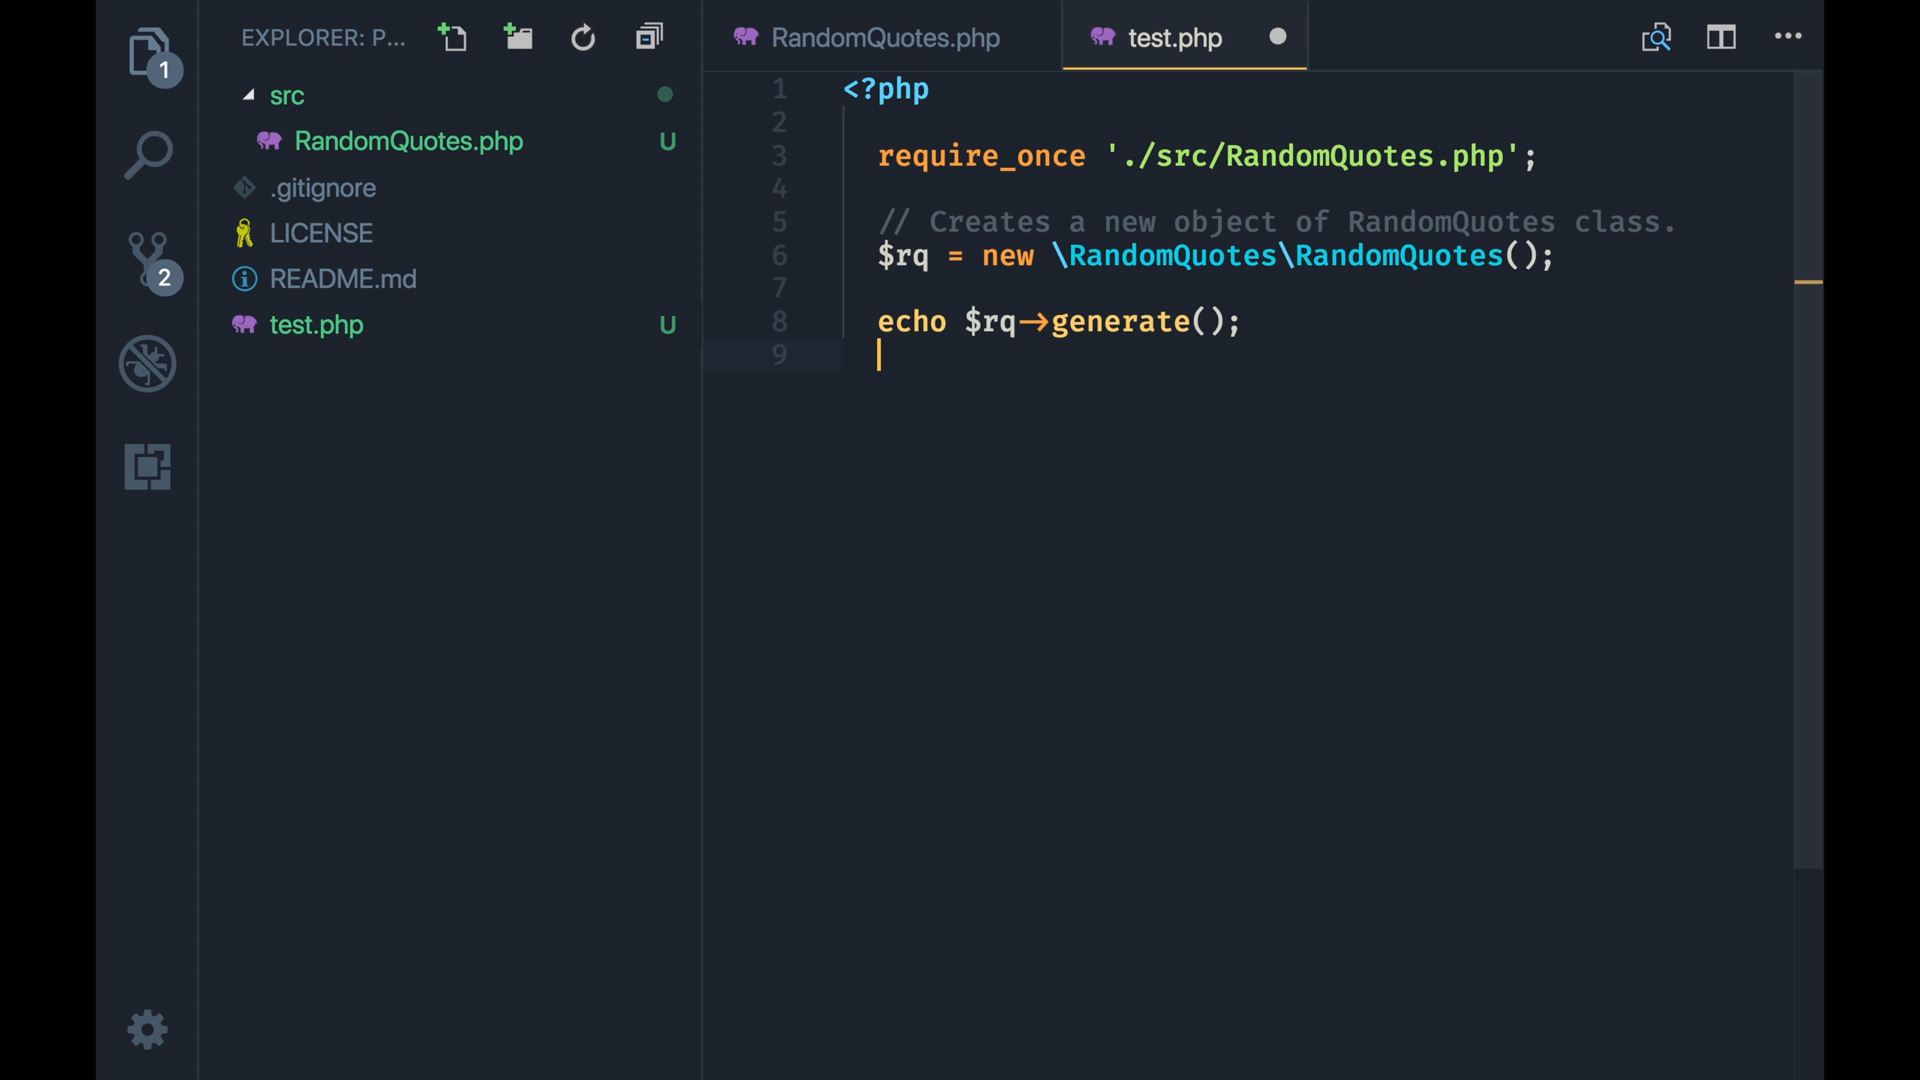 1
2
EXPLORER: P...
src
RandomQuotes.php U
.gitignore
LICENSE
README.md
test.php U
RandomQuotes.php
test.php
1 <?php
2
3 require_once './src/RandomQuotes.php';
4
5 // Creates a new object of RandomQuotes class.
6 $rq = new \RandomQuotes\RandomQuotes();
7
8 echo $rq->generate();
9